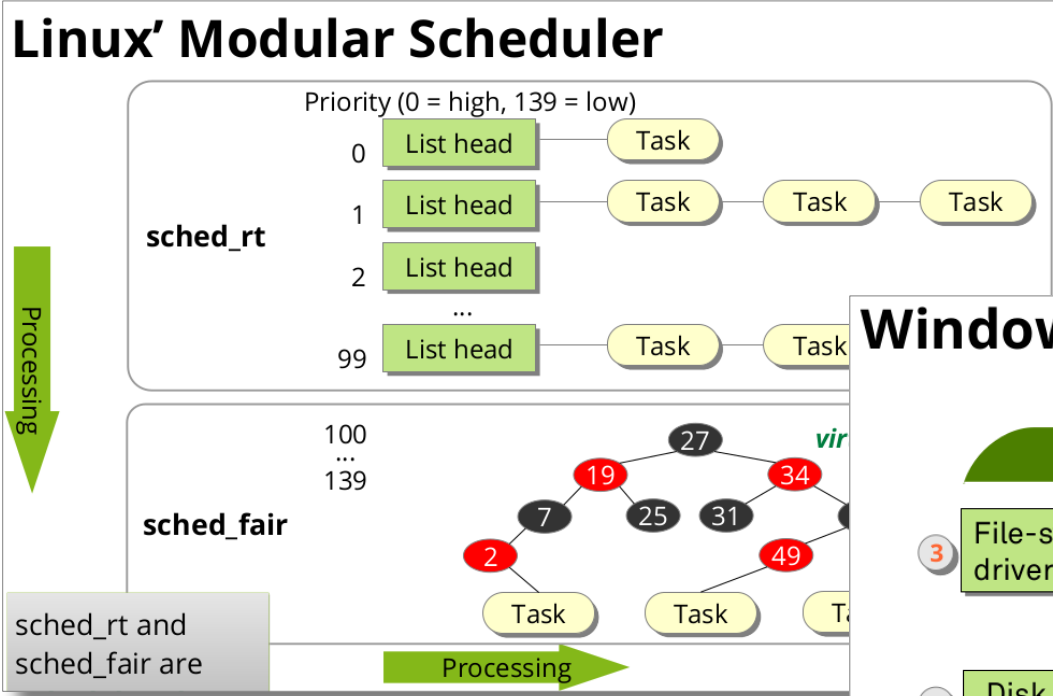 Linux’ Modular Scheduler
Priority (0 = high, 139 = low)
0 List head Task
1 List head Task Task Task
sched_rt
2 List head
...
99 List head Task Task
Processing
100
...
139
sched_fair
27
19 34
7 25 31
2 49
Task Task
sched_rt and
sched_fair are
Processing
3
File-s
driver
Disk